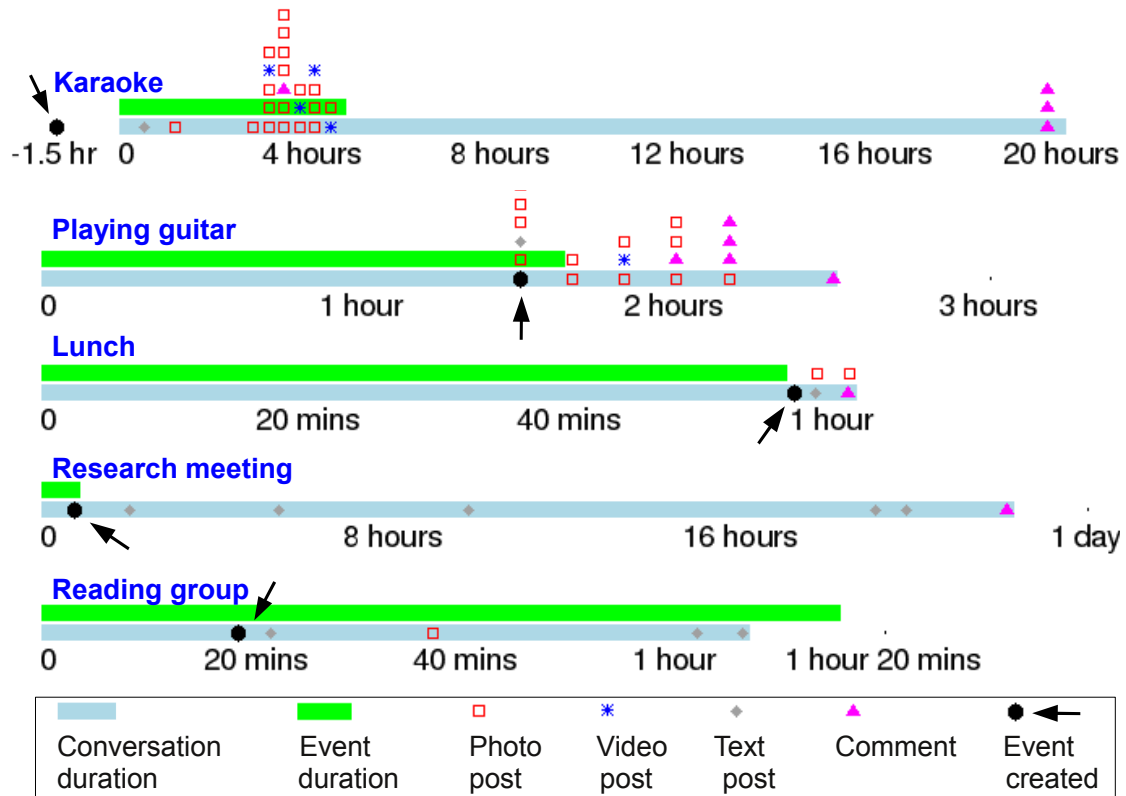 Karaoke
-1.5 hr 0 4 hours 8 hours 12 hours 16 hours 20 hours
Playing guitar
0 1 hour 2 hours 3 hours
Lunch
0 20 mins 40 mins 1 hour
Research meeting
0 8 hours 16 hours 1 day
Reading group
0 20 mins 40 mins 1 hour 1 hour 20 mins
Conversation Event Photo Video Text Comment Event
duration duration post post post created